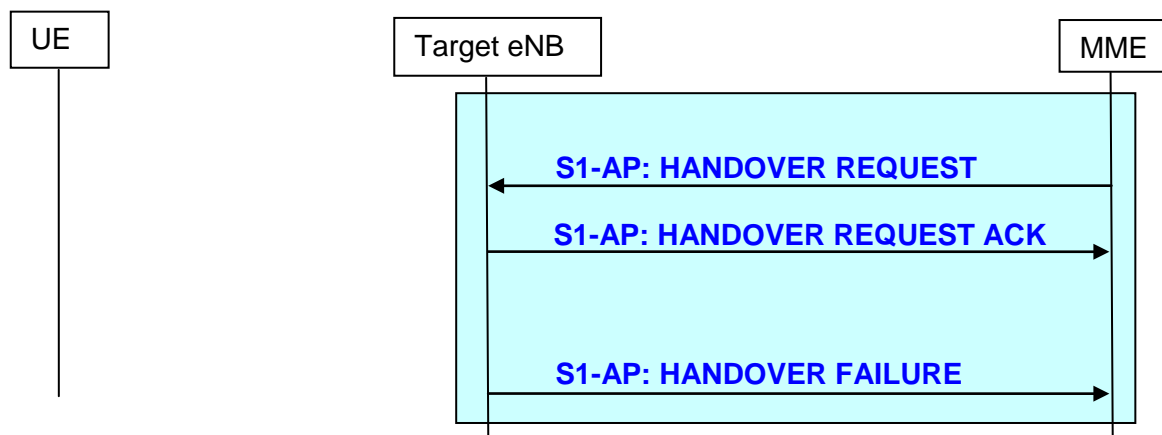 UE
Target eNB
MME
S1-AP: HANDOVER REQUEST
S1-AP: HANDOVER REQUEST ACK
S1-AP: HANDOVER FAILURE